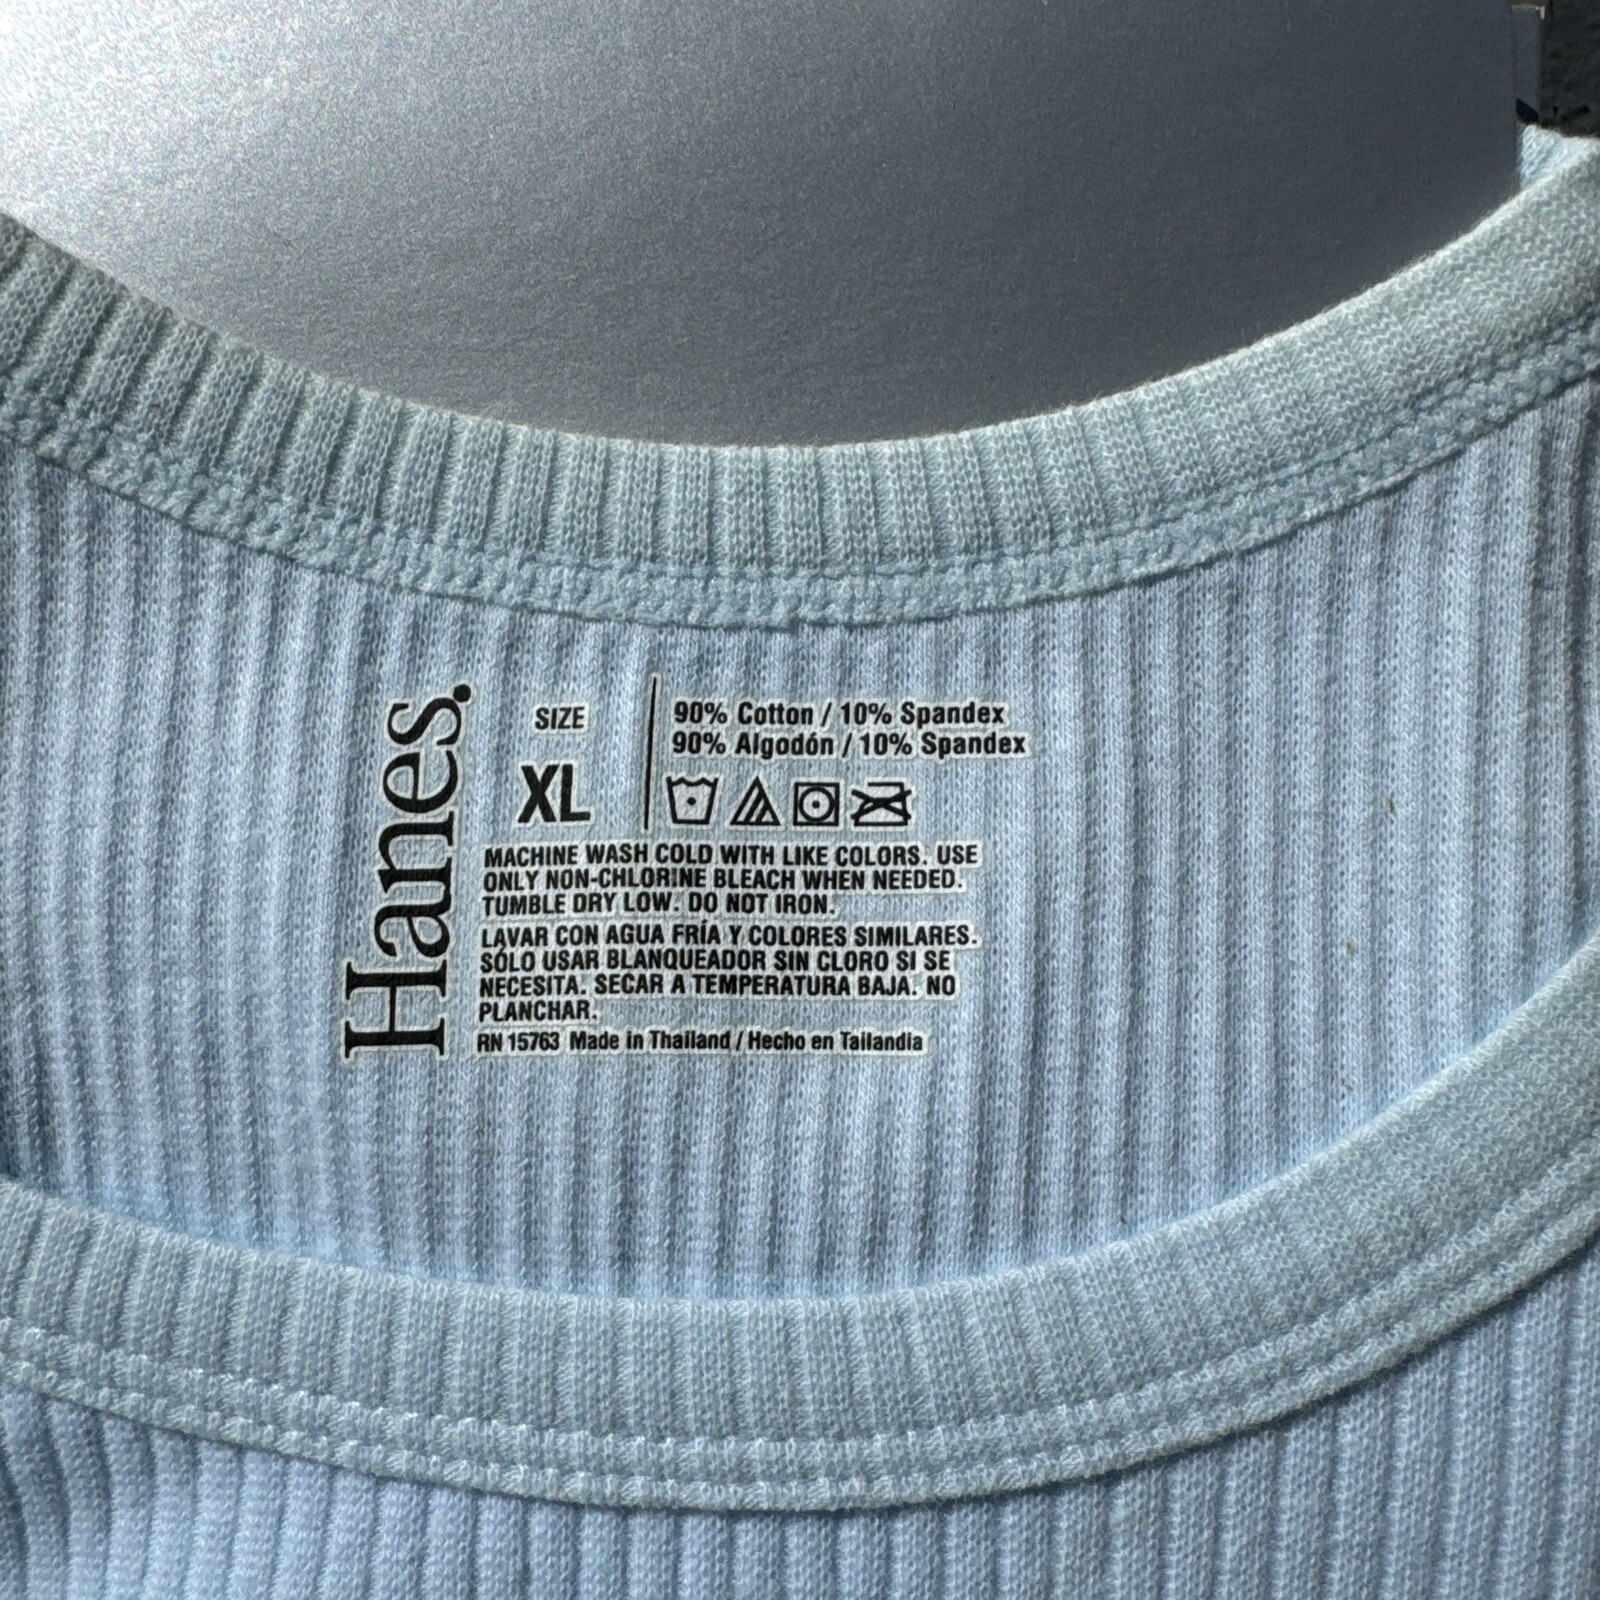 Hanes.
SIZE
XL
90% Cotton / 10% Spandex
90% Algodón / 10% Spandex
MACHINE WASH COLD WITH LIKE COLORS. USE
ONLY NON-CHLORINE BLEACH WHEN NEEDED.
TUMBLE DRY LOW. DO NOT IRON.
LAVAR CON AGUA FRÍA Y COLORES SIMILARES.
SÓLO USAR BLANQUEADOR SIN CLORO SI SE
NECESITA. SECAR A TEMPERATURA BAJA. NO
PLANCHAR.
RN 15763 Made in Thailand / Hecho en Tailandia